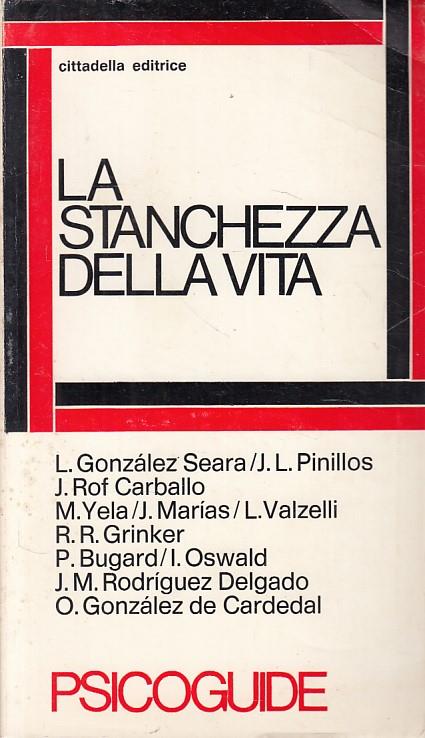 cittadella editrice
LA
STANCHEZZA
DELLA VITA
L. González Seara/J. L. Pinillos
J. Rof Carballo
M. Yela/J. Marías/L. Valzelli
R. R. Grinker
P. Bugard/I. Oswald
J. M. Rodríguez Delgado
O. González de Cardedal
PSICOGUIDE